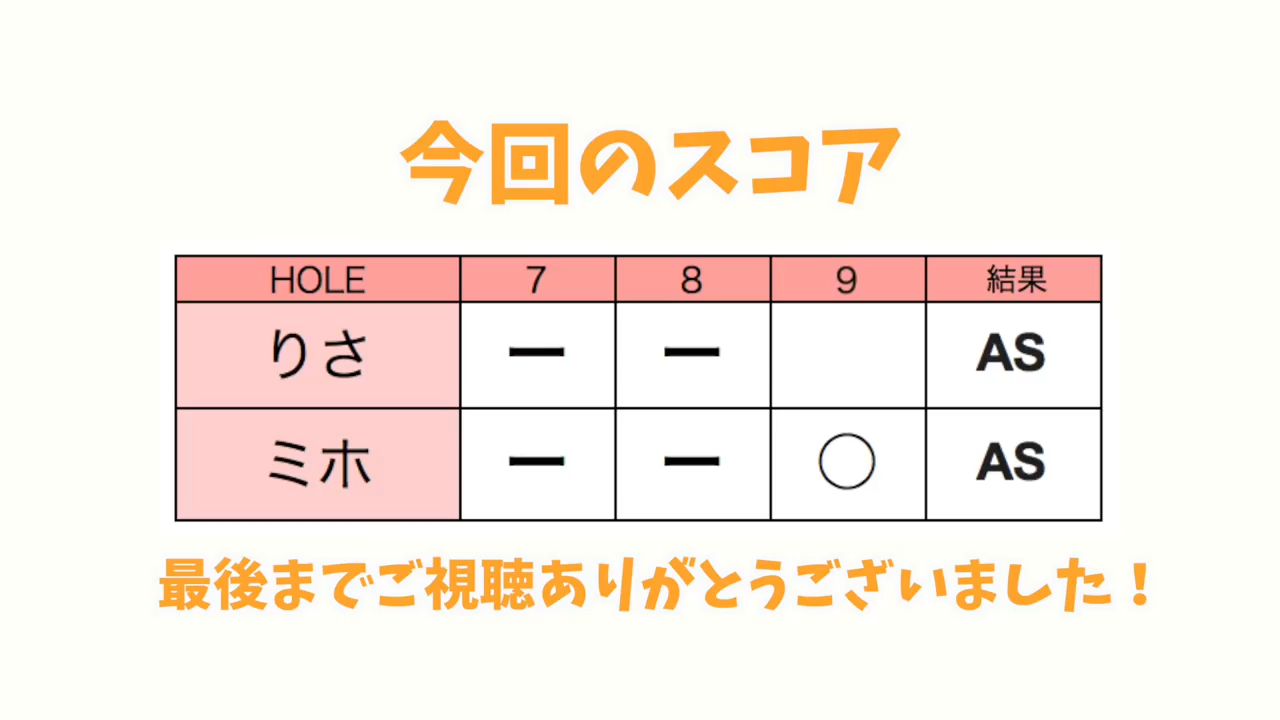 今回のスコア
HOLE 7 8 9 結果
りさ ー ー AS
ミホ ー ー ○ AS
最後までご視聴ありがとうございました！